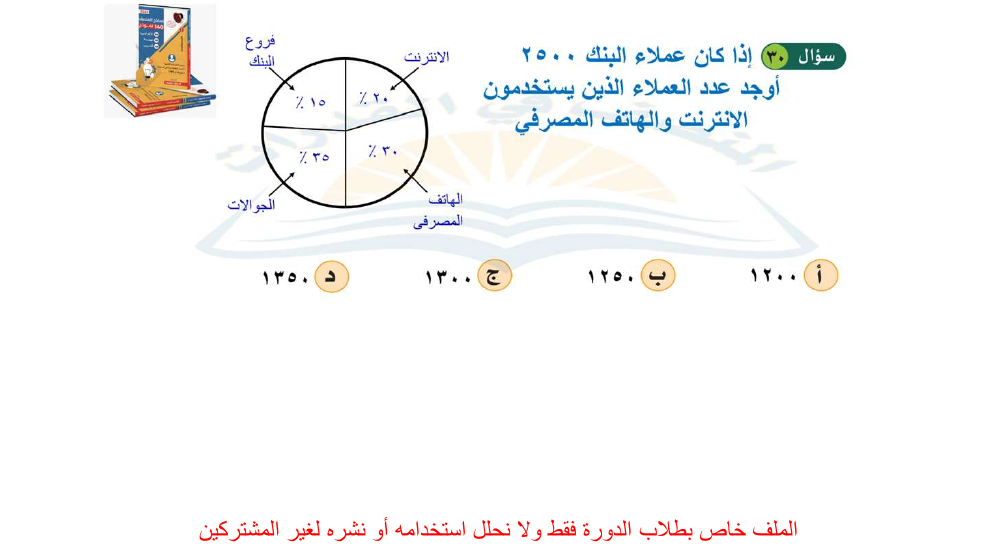 سؤال ٣٠ إذا كان عملاء البنك ٢٥٠٠
أوجد عدد العملاء الذين يستخدمون
الانترنت والهاتف المصرفي
فروع
البنك
الانترنت
٪ ١٥
٪ ٢٠
٪ ٣٥
٪ ٣٠
الجوالات
الهاتف
المصرفى
أ ١٢٠٠
ب ١٢٥٠
ج ١٣٠٠
د ١٣٥٠
الملف خاص بطلاب الدورة فقط ولا نحلل استخدامه أو نشره لغير المشتركين